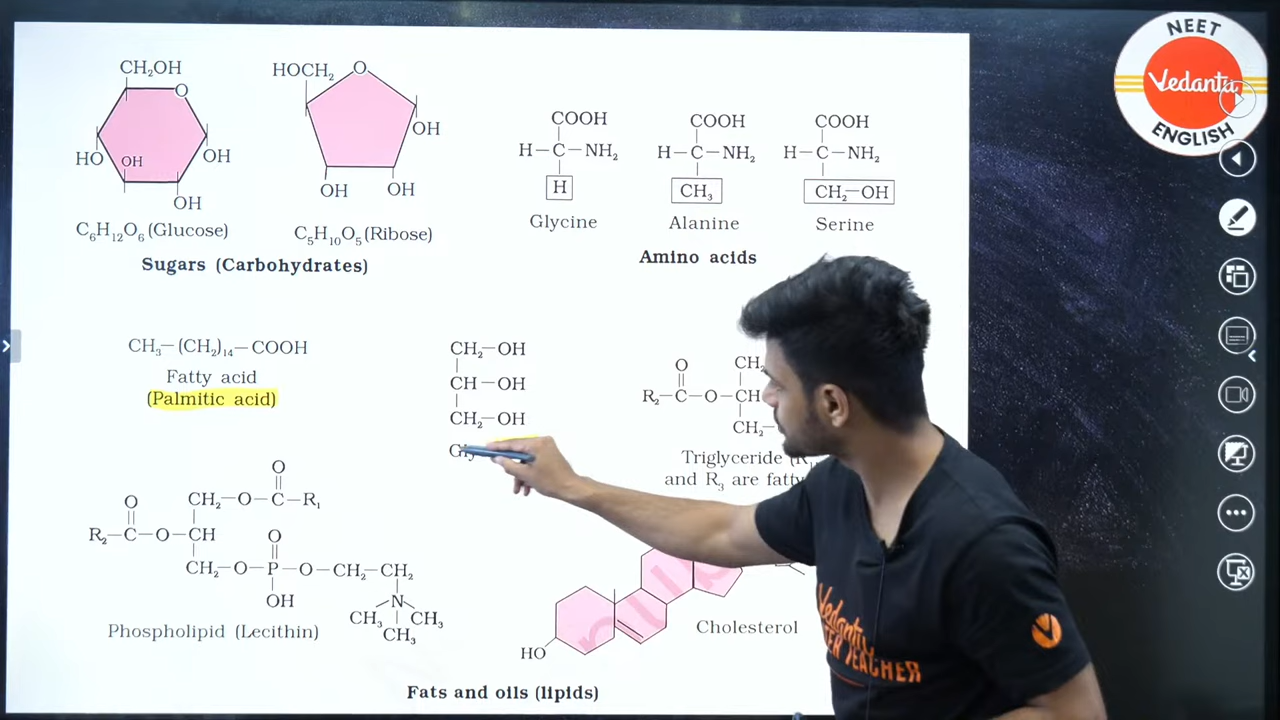 CH₂OH
O
HO
OH
OH
OH
C₆H₁₂O₆ (Glucose)
HOCH₂
O
OH
OH
OH
C₅H₁₀O₅ (Ribose)
Sugars (Carbohydrates)
COOH
H–C–NH₂
H
Glycine
COOH
H–C–NH₂
CH₃
Alanine
COOH
H–C–NH₂
CH₂–OH
Serine
Amino acids
CH₃–(CH₂)₁₄–COOH
Fatty acid
(Palmitic acid)
CH₂–OH
CH–OH
CH₂–OH
O
CH₂
R₂–C–O–CH
CH₂–
Triglyceride (R₁
and R₃ are fatty
O
O
CH₂–O–C–R₁
R₂–C–O–CH
O
CH₂–O–P–O–CH₂–CH₂
OH
N
CH₃
CH₃
CH₃
Phospholipid (Lecithin)
HO
Cholesterol
Fats and oils (lipids)
NEET
Vedantu
ENGLISH
Vedantu
TEACHER